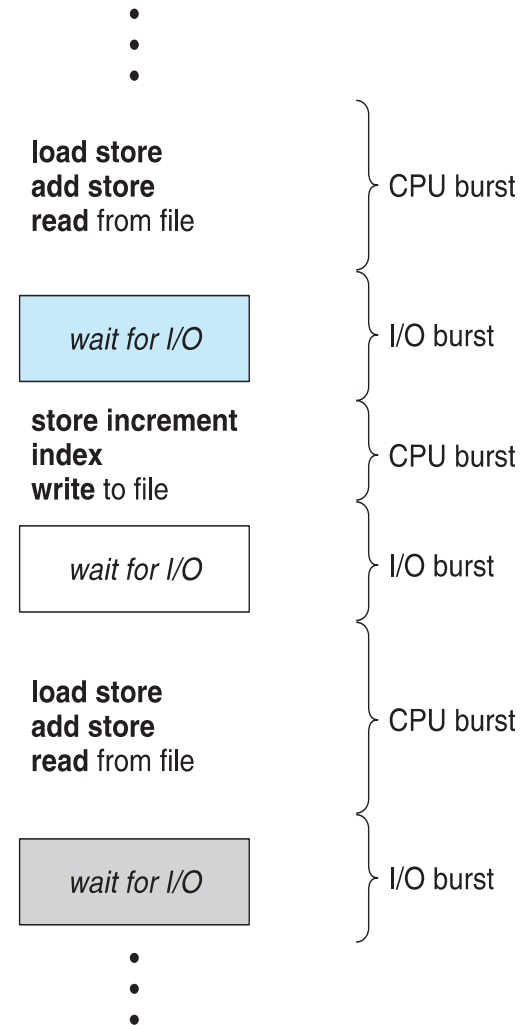 load store
add store
read from file
CPU burst
wait for I/O
I/O burst
store increment
index
write to file
CPU burst
wait for I/O
I/O burst
load store
add store
read from file
CPU burst
wait for I/O
I/O burst